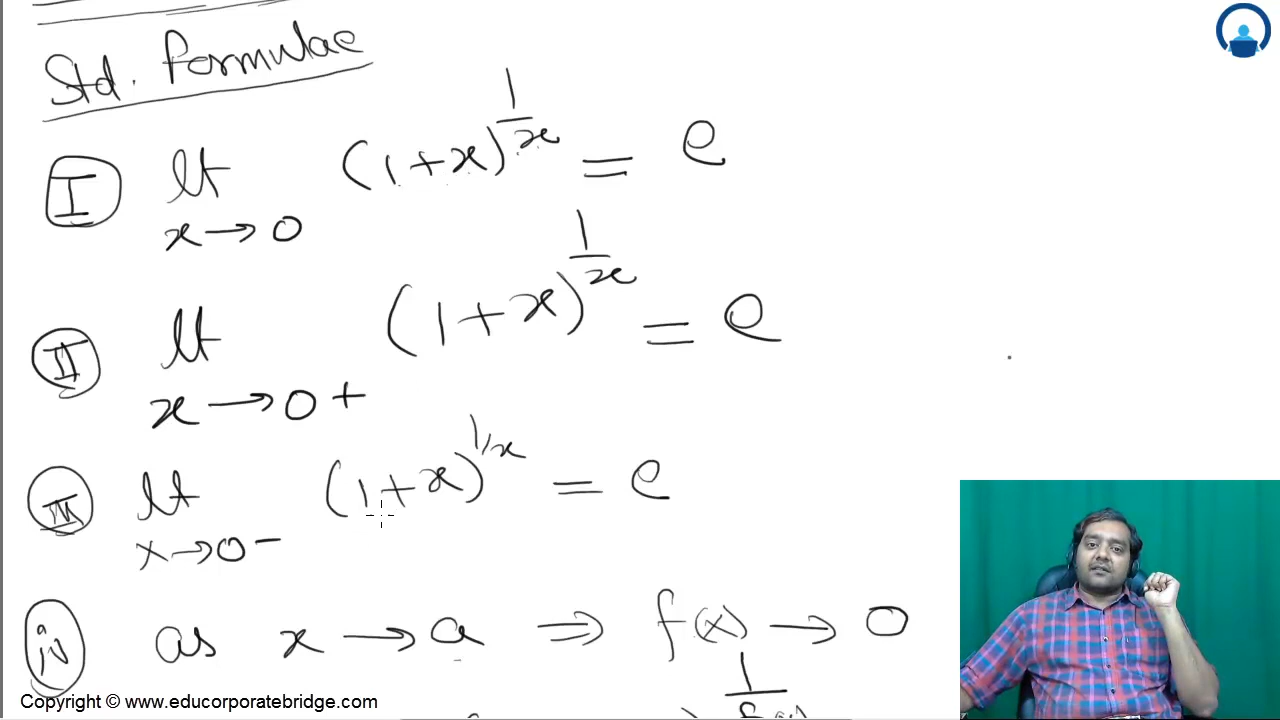 Std. Formulae
I lt (1+x)^(1/x) = e
x→0
II lt (1+x)^(1/x) = e
x→0+
III lt (1+x)^(1/x) = e
x→0-
iv as x → a ⇒ f(x) → 0
Copyright © www.educorporatebridge.com